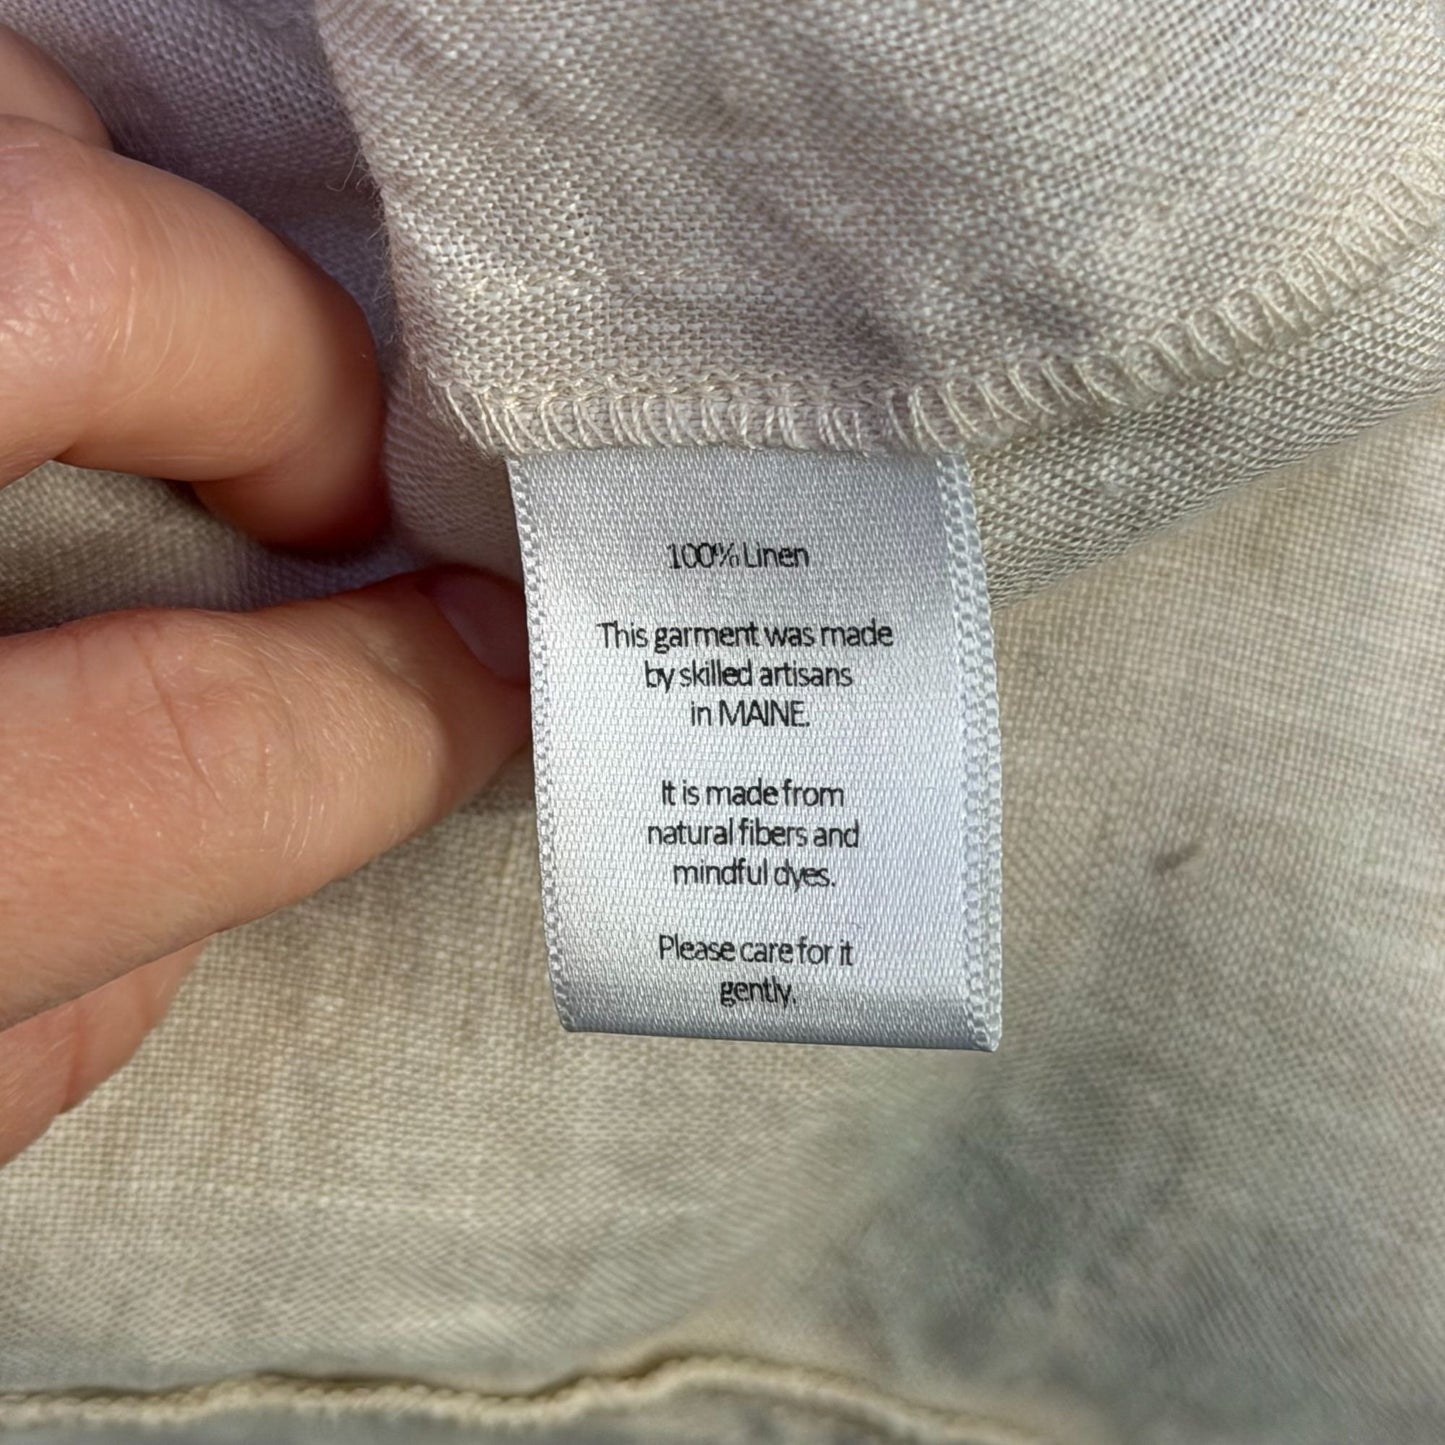 100% Linen
This garment was made
by skilled artisans
in MAINE.
It is made from
natural fibers and
mindful dyes.
Please care for it
gently.